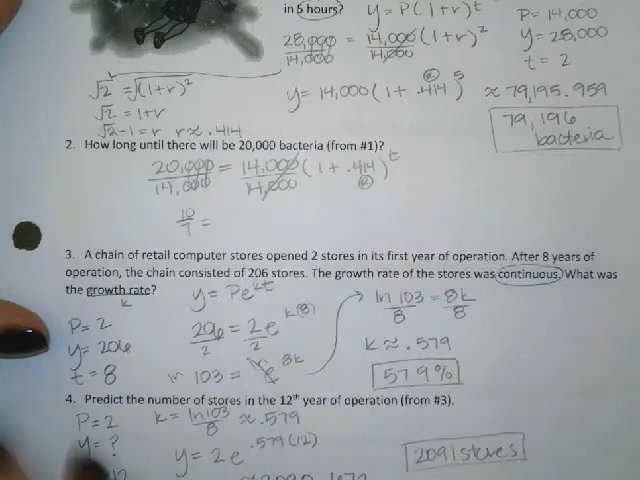 in 5 hours? y = P(1+r)^t P = 14,000
28,000/14,000 = 14,000/14,000 (1+r)^2 y = 28,000
t = 2
√2 = √(1+r)^2 y = 14,000(1 + .414)^5 ≈ 79,195.959
√2 = 1+r
√2 - 1 = r r ≈ .414 79,196 bacteria
2. How long until there will be 20,000 bacteria (from #1)?
20,000/14,000 = 14,000/14,000 (1 + .414)^t
10/7 =
3. A chain of retail computer stores opened 2 stores in its first year of operation. After 8 years of
operation, the chain consisted of 206 stores. The growth rate of the stores was continuous. What was
the growth rate? y = Pe^kt
k
P = 2 206/2 = 2e^k(8)/2 ln 103/8 = 8k/8
y = 206 k ≈ .579
t = 8 ln 103 = ln e^8k 57.9%
4. Predict the number of stores in the 12th year of operation (from #3).
P = 2 k = ln 103/8 ≈ .579
y = ? y = 2e^.579(12) 2091 stores